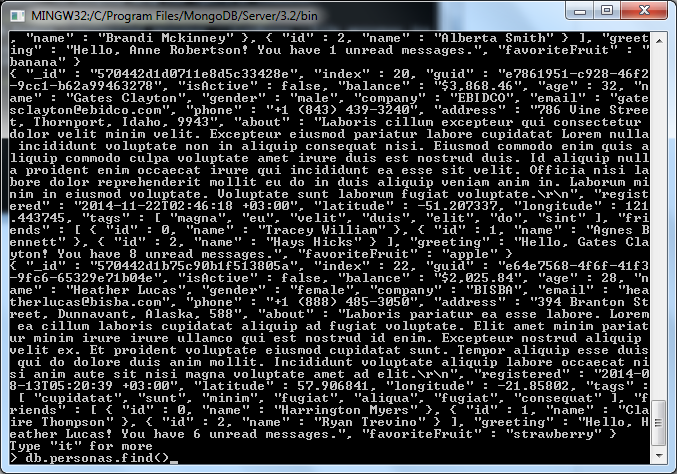 MINGW32:/C/Program Files/MongoDB/Server/3.2/bin
, "name" : "Brandi Mckinney" }, { "id" : 2, "name" : "Alberta Smith" } ], "greet
ing" : "Hello, Anne Robertson! You have 1 unread messages.", "favoriteFruit" : "
banana" }
{ "_id" : "570442d1d0711e8d5c33428e", "index" : 20, "guid" : "e7861951-c928-46f2
-9cc1-b62a99463278", "isActive" : false, "balance" : "$3,868.46", "age" : 32, "n
ame" : "Gates Clayton", "gender" : "male", "company" : "EBIDCO", "email" : "gate
sclayton@ebidco.com", "phone" : "+1 (843) 439-3240", "address" : "786 Vine Stree
t, Thornport, Idaho, 9943", "about" : "Laboris cillum excepteur qui consectetur
dolor velit minim velit. Excepteur eiusmod pariatur labore cupidatat Lorem nulla
 incididunt voluptate non in aliquip consequat nisi. Eiusmod commodo enim quis a
liquip commodo culpa voluptate amet irure duis est nostrud duis. Id aliquip null
a proident enim occaecat irure qui incididunt ea esse sit velit. Officia nisi la
bore dolor reprehenderit mollit eu do in duis aliquip veniam anim in. Laborum mi
nim in eiusmod voluptate. Voluptate sunt laborum fugiat voluptate.\r\n", "regist
ered" : "2014-11-22T02:46:18 +03:00", "latitude" : -51.207337, "longitude" : 121
.443745, "tags" : [ "magna", "eu", "velit", "duis", "elit", "do", "sint" ], "fri
ends" : [ { "id" : 0, "name" : "Tracey William" }, { "id" : 1, "name" : "Agnes B
ennett" }, { "id" : 2, "name" : "Hays Hicks" } ], "greeting" : "Hello, Gates Cla
yton! You have 8 unread messages.", "favoriteFruit" : "apple" }
{ "_id" : "570442d1b75c90b1f513805a", "index" : 22, "guid" : "e64e7568-4f6f-41f3
-9fc6-65329e71b04e", "isActive" : false, "balance" : "$2,025.84", "age" : 28, "n
ame" : "Heather Lucas", "gender" : "female", "company" : "BISBA", "email" : "hea
therlucas@bisba.com", "phone" : "+1 (888) 485-3050", "address" : "394 Branton St
reet, Dunnavant, Alaska, 588", "about" : "Laboris pariatur ea esse labore. Lorem
 ea cillum laboris cupidatat aliquip ad fugiat voluptate. Elit amet minim pariat
ur minim irure irure ullamco qui est nostrud id enim. Excepteur nostrud aliquip
velit ex. Et proident voluptate eiusmod cupidatat sunt. Tempor aliquip esse duis
 qui do dolore duis anim mollit. Incididunt voluptate aliquip labore occaecat ni
si anim aute sit nisi magna voluptate amet ad elit.\r\n", "registered" : "2014-0
8-13T05:20:39 +03:00", "latitude" : 57.906841, "longitude" : -21.85802, "tags" :
 [ "cupidatat", "sunt", "minim", "fugiat", "aliqua", "fugiat", "consequat" ], "f
riends" : [ { "id" : 0, "name" : "Harrington Myers" }, { "id" : 1, "name" : "Cla
ire Thompson" }, { "id" : 2, "name" : "Ryan Trevino" } ], "greeting" : "Hello, H
eather Lucas! You have 6 unread messages.", "favoriteFruit" : "strawberry" }
Type "it" for more
> db.personas.find()_